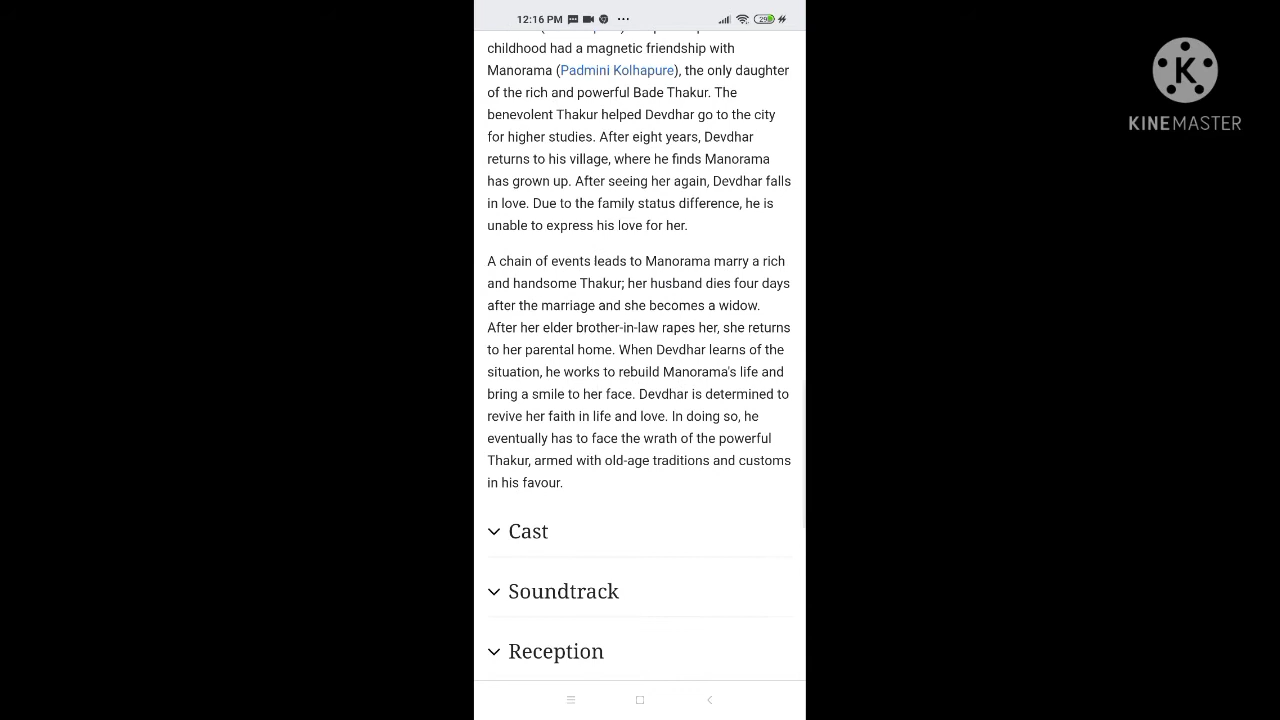 12:16 PM
29
childhood had a magnetic friendship with
Manorama (Padmini Kolhapure), the only daughter
of the rich and powerful Bade Thakur. The
benevolent Thakur helped Devdhar go to the city
for higher studies. After eight years, Devdhar
returns to his village, where he finds Manorama
has grown up. After seeing her again, Devdhar falls
in love. Due to the family status difference, he is
unable to express his love for her.
A chain of events leads to Manorama marry a rich
and handsome Thakur; her husband dies four days
after the marriage and she becomes a widow.
After her elder brother-in-law rapes her, she returns
to her parental home. When Devdhar learns of the
situation, he works to rebuild Manorama's life and
bring a smile to her face. Devdhar is determined to
revive her faith in life and love. In doing so, he
eventually has to face the wrath of the powerful
Thakur, armed with old-age traditions and customs
in his favour.
Cast
Soundtrack
Reception
K
KINEMASTER